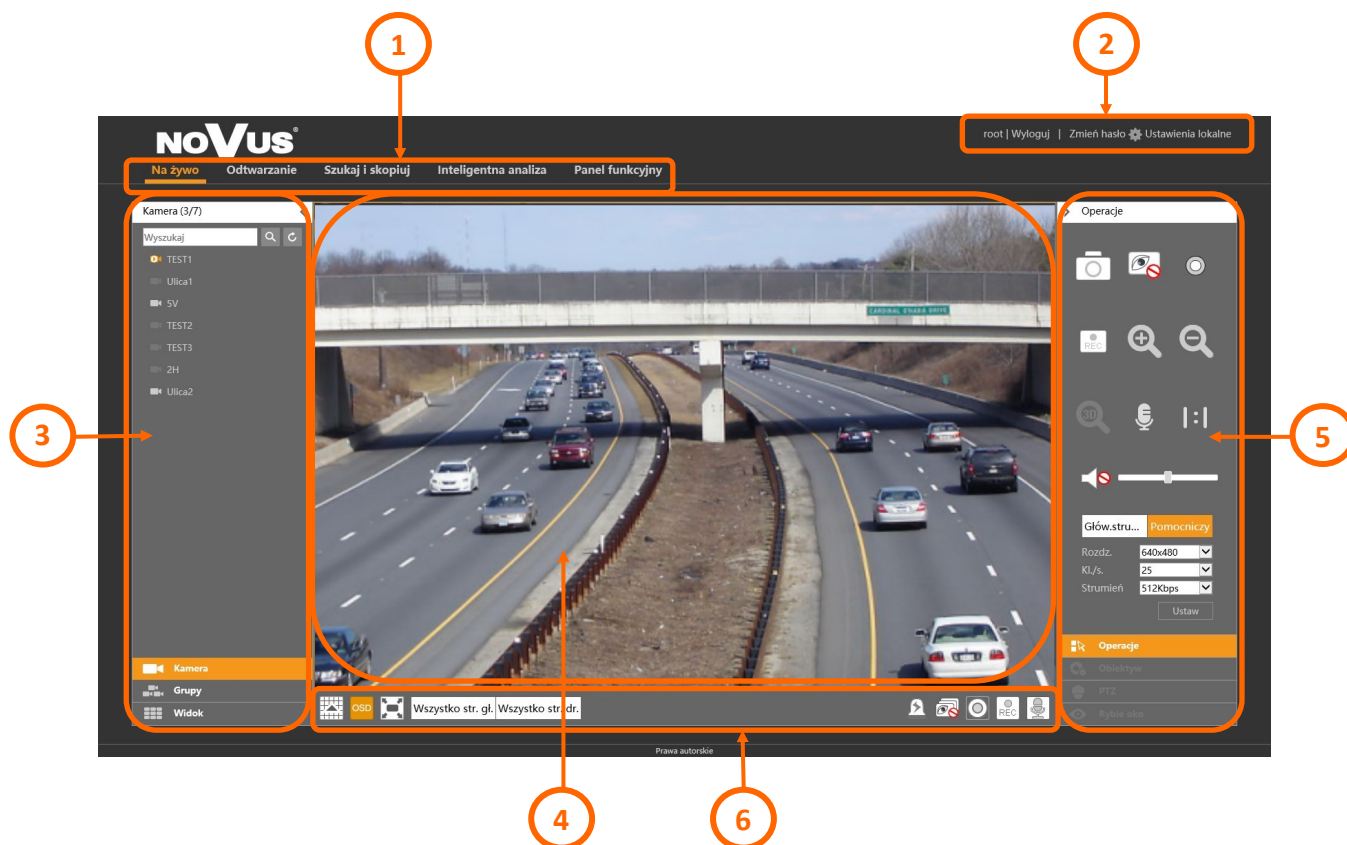 1
2
NOVUS®
root | Wyloguj | Zmień hasło Ustawienia lokalne
Na żywo Odtwarzanie Szukaj i skopiuj Inteligentna analiza Panel funkcyjny
Kamera (3/7)
Operacje
Wyszukaj
TEST1
Ulica1
5V
TEST2
TEST3
2H
Ulica2
CARDINAL O'HARA DRIVE
REC
3D
1:1
3
5
Głów.stru... Pomocniczy
Rozdz. 640x480
Kl./s. 25
Strumień 512Kbps
Ustaw
Kamera
Grupy
Widok
Operacje
Obiektyw
PTZ
Rybie oko
OSD Wszystko str. gł. Wszystko str. dr. REC
Prawa autorskie
4
6